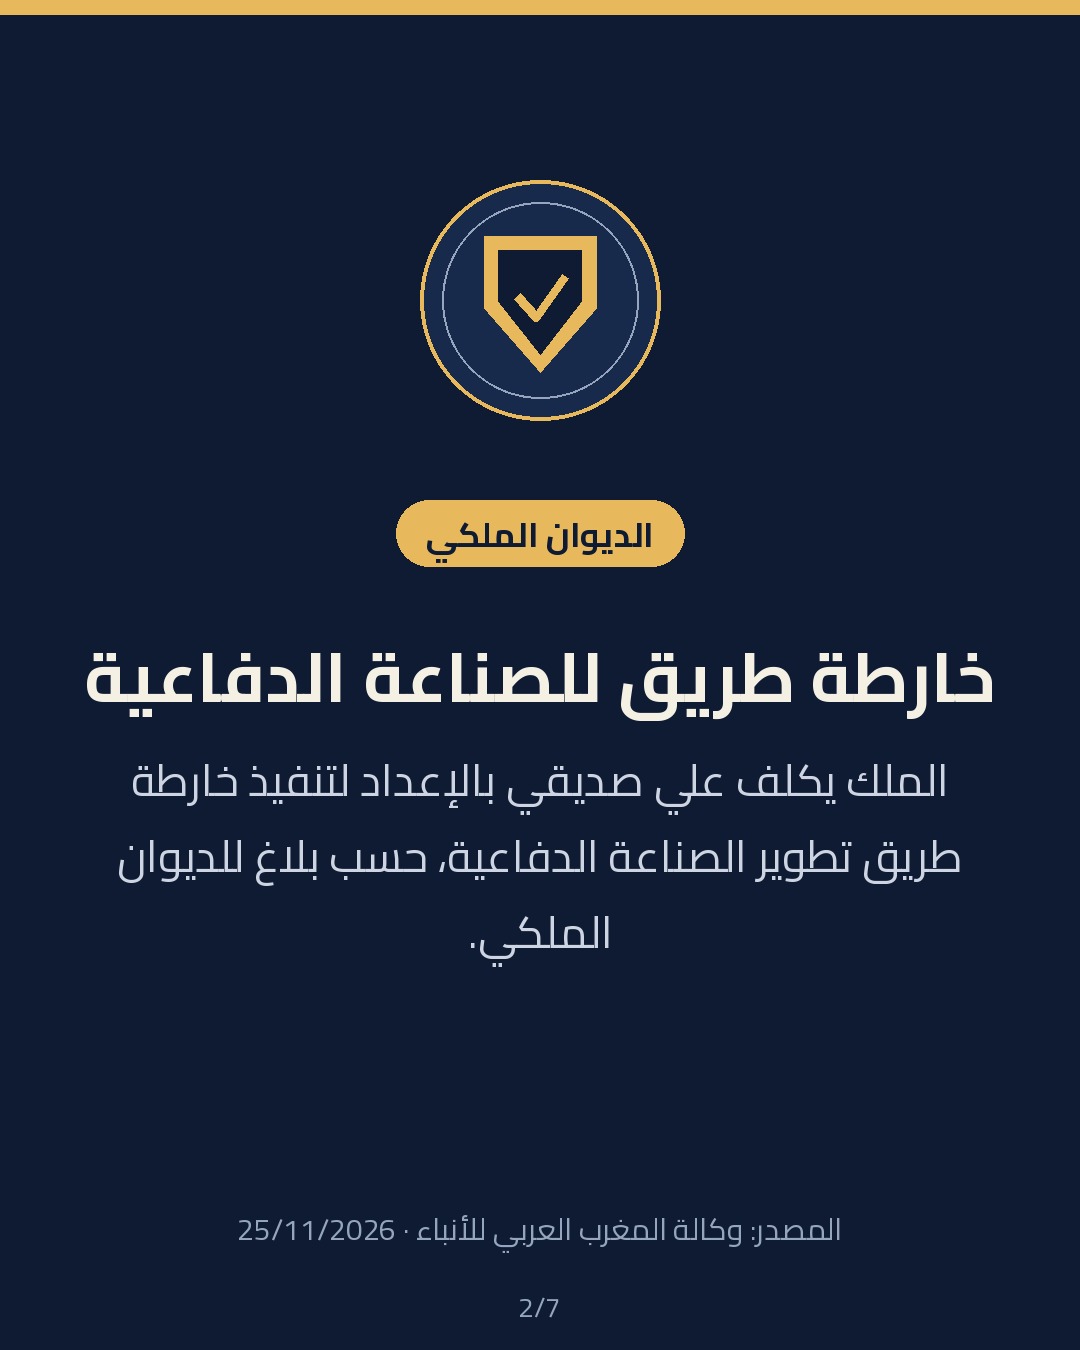 الديوان الملكي
خارطة طريق للصناعة الدفاعية
الملك يكلف علي صديقي بالإعداد لتنفيذ خارطة
طريق تطوير الصناعة الدفاعية، حسب بلاغ للديوان
الملكي.
المصدر: وكالة المغرب العربي للأنباء · 25/11/2026
2/7